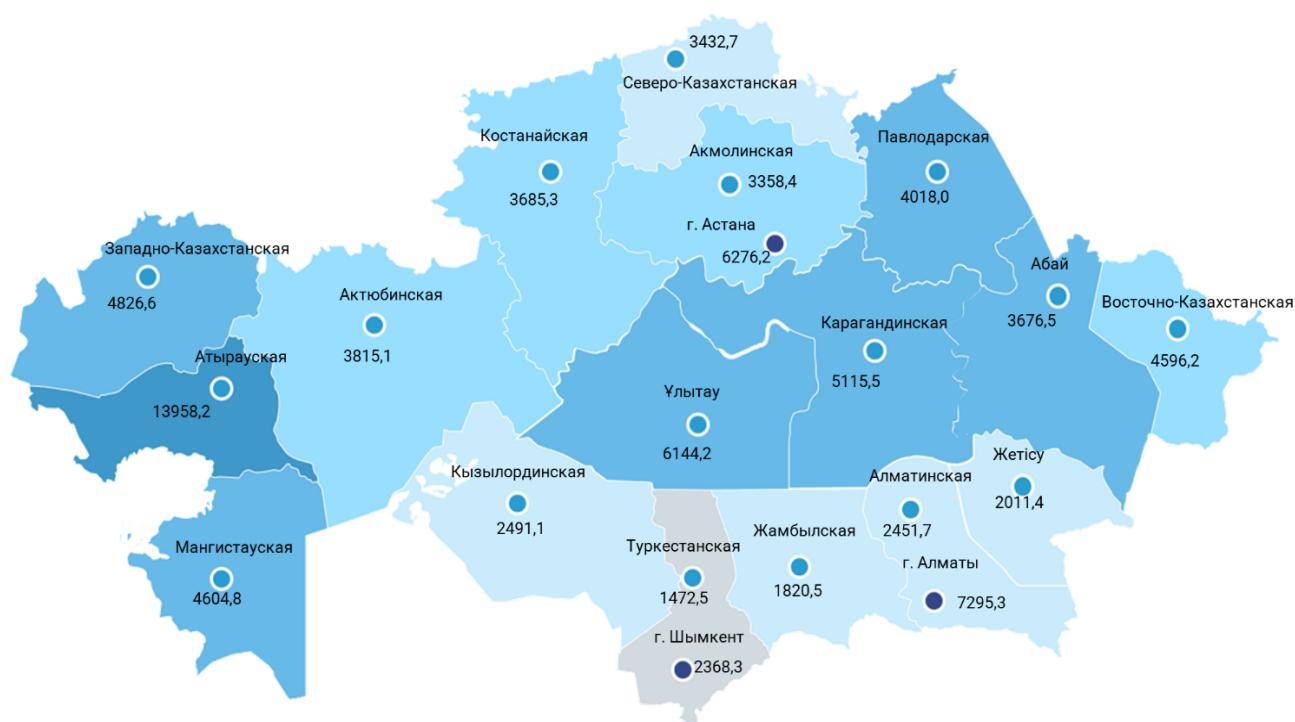 3432,7
Северо-Казахстанская
Костанайская
3685,3
Акмолинская
3358,4
г. Астана
6276,2
Павлодарская
4018,0
Западно-Казахстанская
4826,6
Актюбинская
3815,1
Атырауская
13958,2
Абай
3676,5
Восточно-Казахстанская
4596,2
Карагандинская
5115,5
Ұлытау
6144,2
Кызылординская
2491,1
Алматинская
2451,7
Жетісу
2011,4
Мангистауская
4604,8
Туркестанская
1472,5
Жамбылская
1820,5
г. Алматы
7295,3
г. Шымкент
2368,3